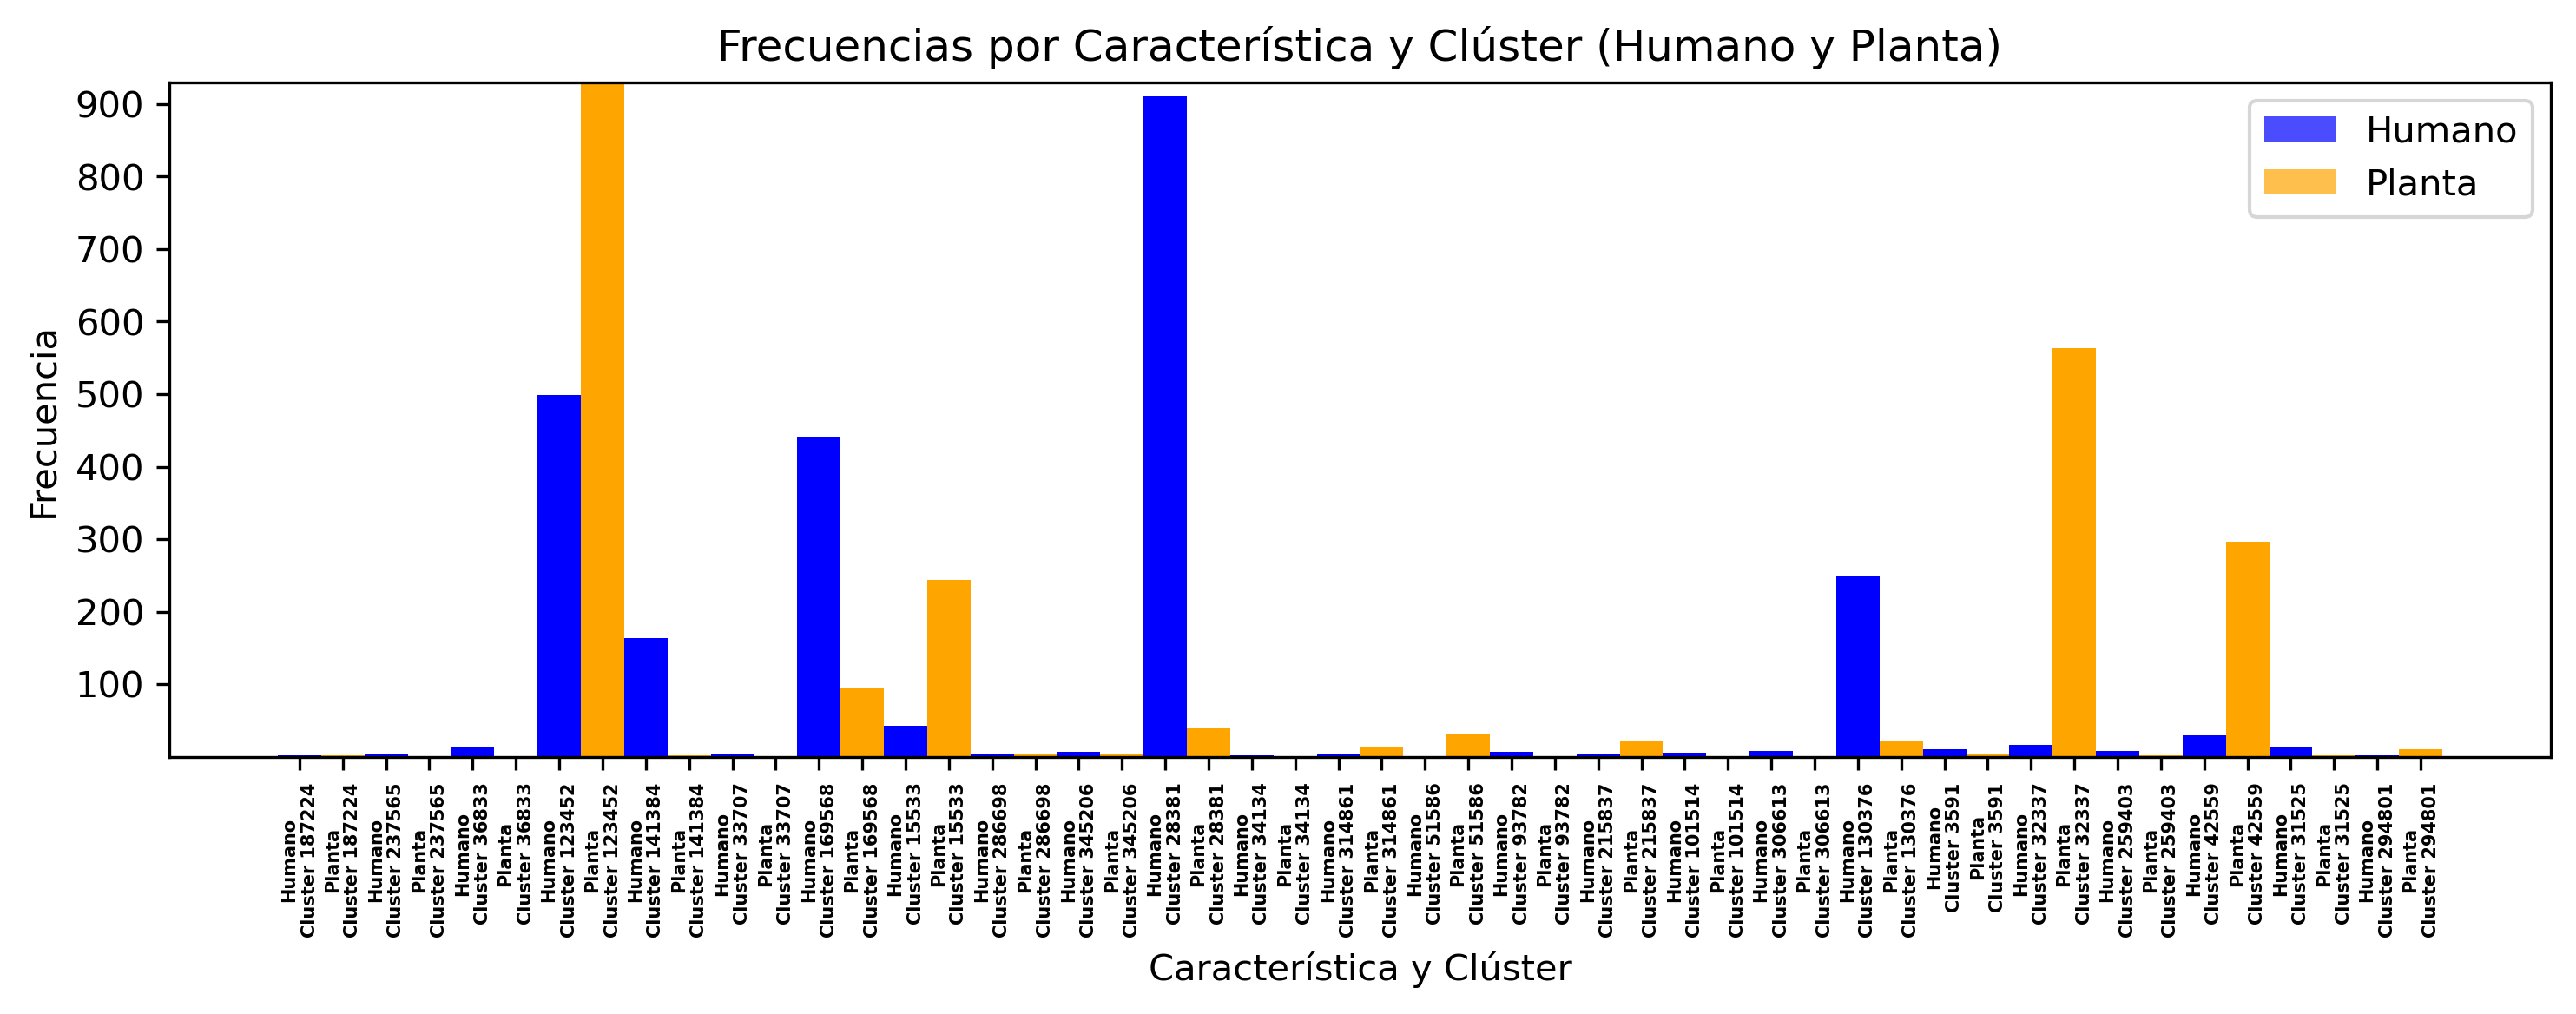 Frecuencias por Característica y Clúster (Humano y Planta)
Humano
Planta
Frecuencia
900
800
700
600
500
400
300
200
100
Humano
Cluster 187224
Planta
Cluster 187224
Humano
Cluster 237565
Planta
Cluster 237565
Humano
Cluster 36833
Planta
Cluster 36833
Humano
Cluster 123452
Planta
Cluster 123452
Humano
Cluster 141384
Planta
Cluster 141384
Humano
Cluster 33707
Planta
Cluster 33707
Humano
Cluster 169568
Planta
Cluster 169568
Humano
Cluster 15533
Planta
Cluster 15533
Humano
Cluster 286698
Planta
Cluster 286698
Humano
Cluster 345206
Planta
Cluster 345206
Humano
Cluster 28381
Planta
Cluster 28381
Humano
Cluster 34134
Planta
Cluster 34134
Humano
Cluster 314861
Planta
Cluster 314861
Humano
Cluster 51586
Planta
Cluster 51586
Humano
Cluster 93782
Planta
Cluster 93782
Humano
Cluster 215837
Planta
Cluster 215837
Humano
Cluster 101514
Planta
Cluster 101514
Humano
Cluster 306613
Planta
Cluster 306613
Humano
Cluster 130376
Planta
Cluster 130376
Humano
Cluster 3591
Planta
Cluster 3591
Humano
Cluster 32337
Planta
Cluster 32337
Humano
Cluster 259403
Planta
Cluster 259403
Humano
Cluster 42559
Planta
Cluster 42559
Humano
Cluster 31525
Planta
Cluster 31525
Humano
Cluster 294801
Planta
Cluster 294801
Característica y Clúster